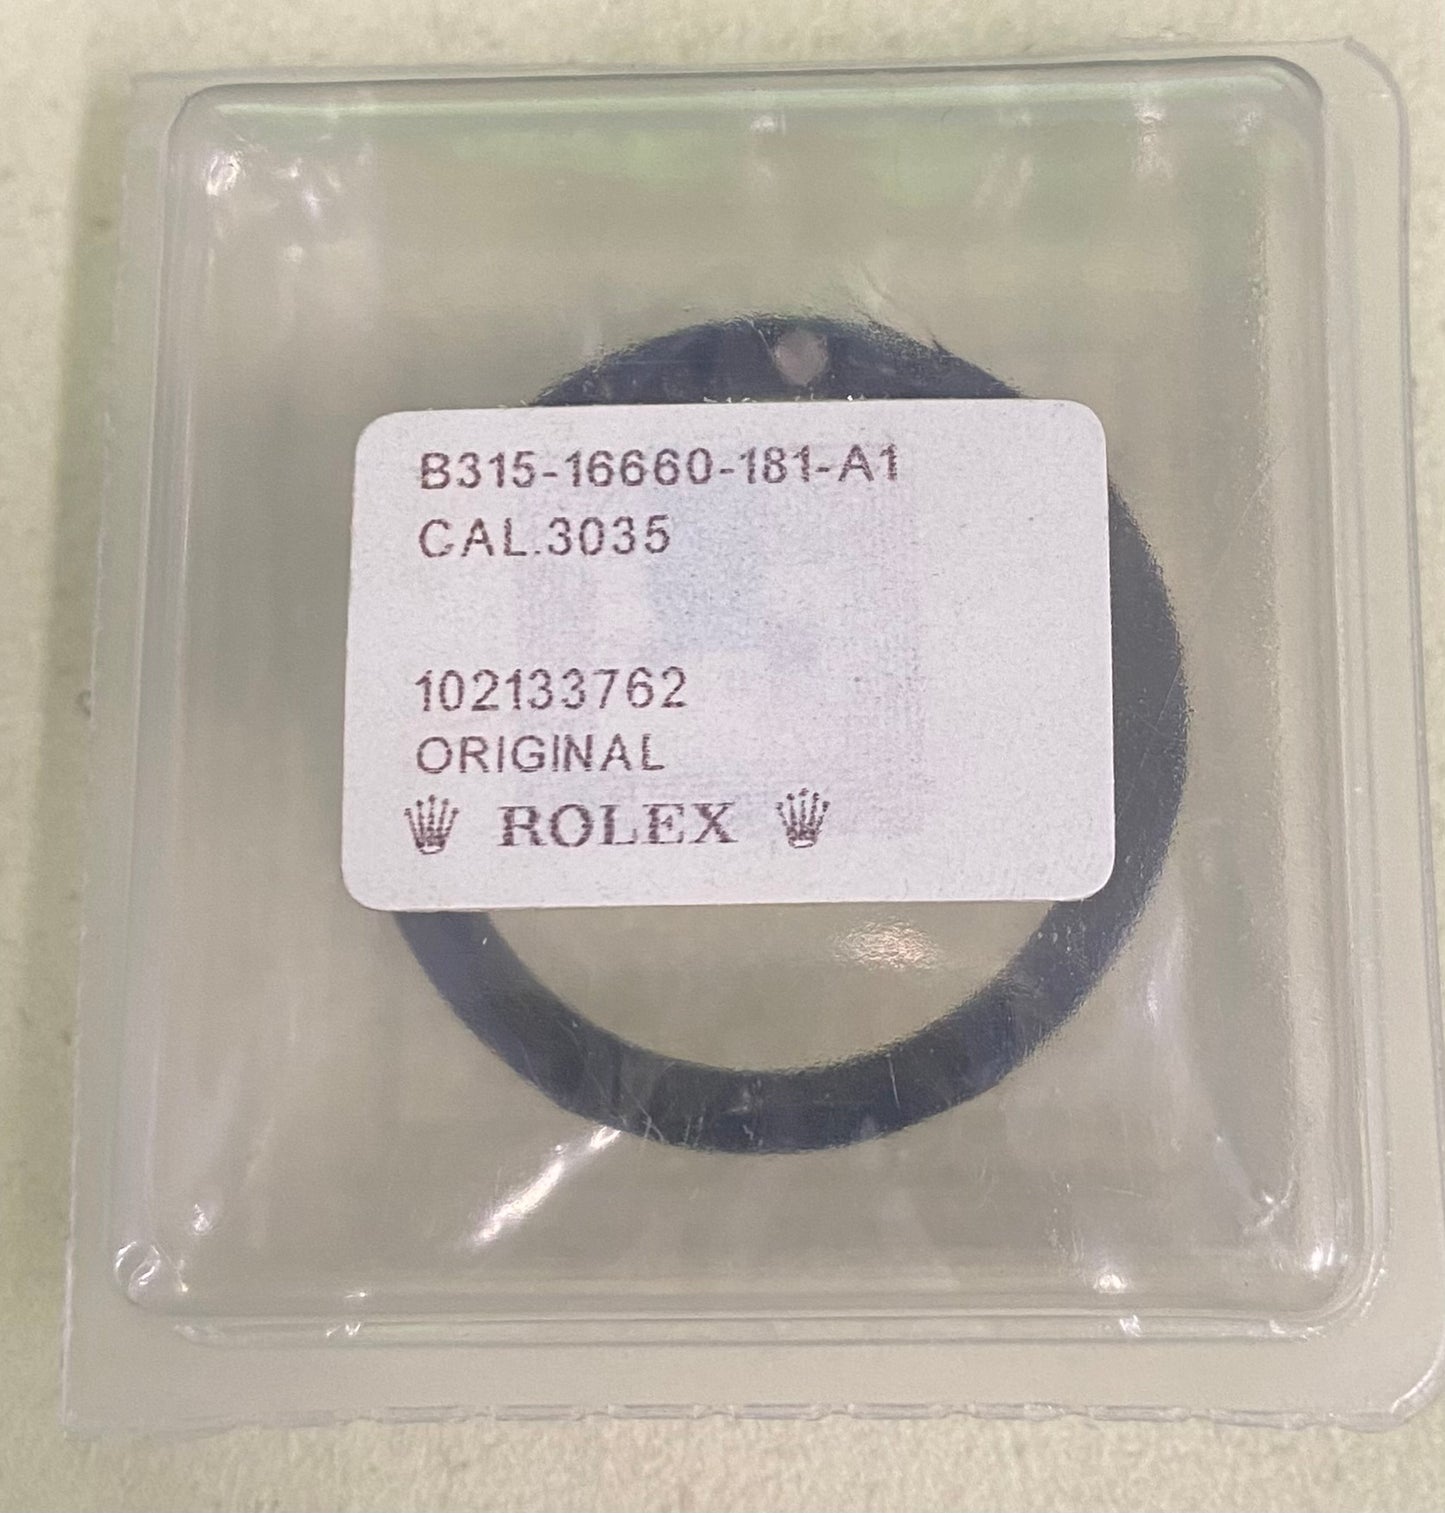 B315-16660-181-A1
CAL.3035
102133762
ORIGINAL
ROLEX